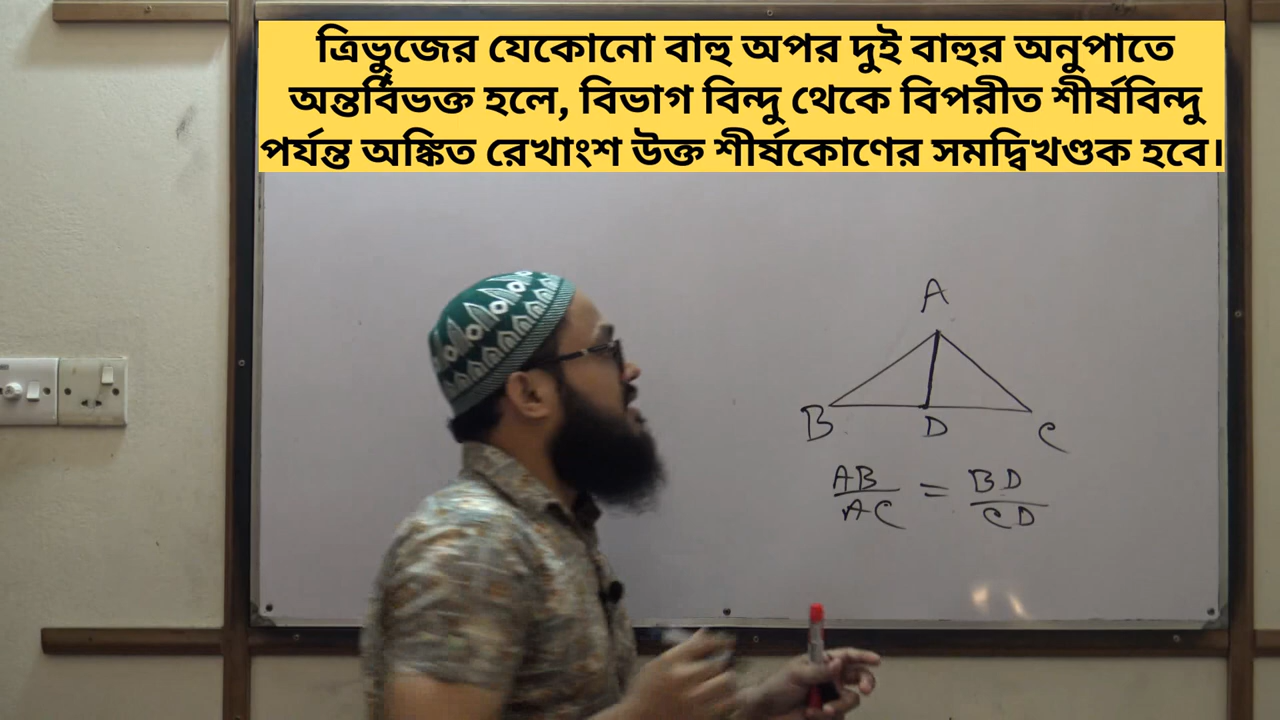 ত্রিভুজের যেকোনো বাহু অপর দুই বাহুর অনুপাতে
অন্তর্বিভক্ত হলে, বিভাগ বিন্দু থেকে বিপরীত শীর্ষবিন্দু
পর্যন্ত অঙ্কিত রেখাংশ উক্ত শীর্ষকোণের সমদ্বিখণ্ডক হবে।
A
B D C
AB/AC = BD/CD